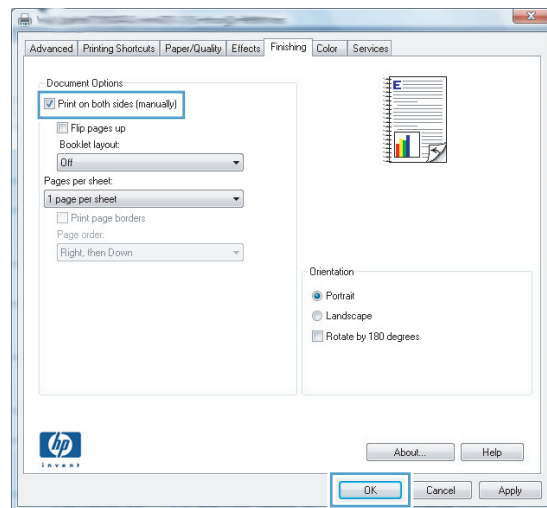 Advanced Printing Shortcuts Paper/Quality Effects Finishing Color Services
Document Options
Print on both sides (manually)
Flip pages up
Booklet layout:
Off
Pages per sheet:
1 page per sheet
Print page borders
Page order:
Right, then Down
E
Orientation
Portrait
Landscape
Rotate by 180 degrees
hp
invent
About... Help
OK Cancel Apply